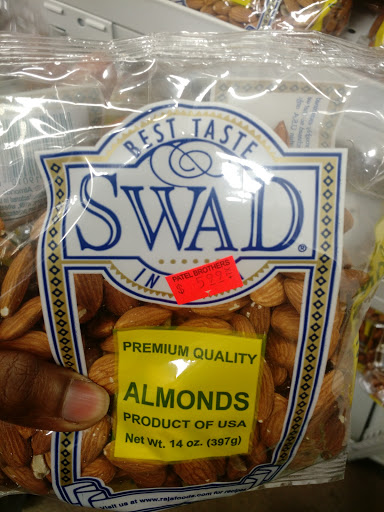 BEST TASTE
SWAD®
IN
PATEL BROTHERS
$
PREMIUM QUALITY
ALMONDS
PRODUCT OF USA
Net Wt. 14 oz. (397g)
Visit us at www.rajafoods.com for recipes